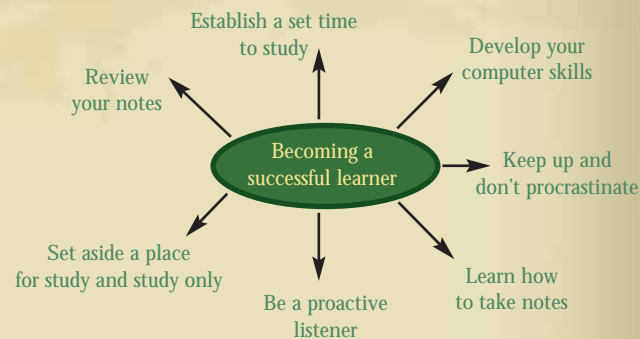 Establish a set time
to study
Develop your
computer skills
Review
your notes
Becoming a
successful learner
Keep up and
don't procrastinate
Set aside a place
for study and study only
Learn how
to take notes
Be a proactive
listener